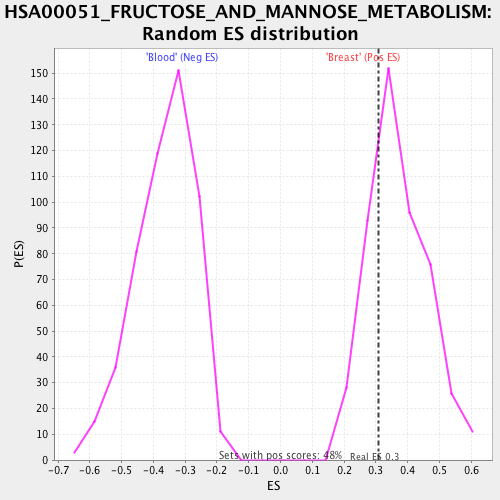 HSA00051_FRUCTOSE_AND_MANNOSE_METABOLISM:
Random ES distribution
'Blood' (Neg ES) 'Breast' (Pos ES)
150
140
130
120
110
100
90
80
70
60
50
40
30
20
10
0
P(ES)
Sets with pos scores: 48% Real ES 0.3
-0.7 -0.6 -0.5 -0.4 -0.3 -0.2 -0.1 0.0 0.1 0.2 0.3 0.4 0.5 0.6
ES